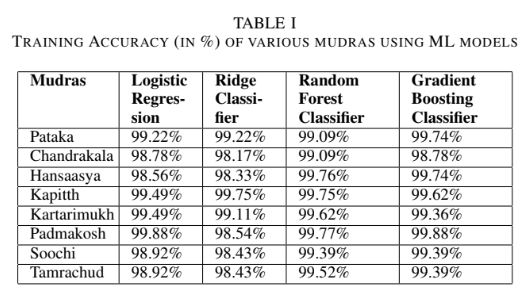 TABLE I
TRAINING ACCURACY (IN %) OF VARIOUS MUDRAS USING ML MODELS
Mudras Logistic Regres- sion Ridge Classi- fier Random Forest Classifier Gradient Boosting Classifier
Pataka 99.22% 99.22% 99.09% 99.74%
Chandrakala 98.78% 98.17% 99.09% 98.78%
Hansaasya 98.56% 98.33% 99.76% 99.74%
Kapitth 99.49% 99.75% 99.75% 99.62%
Kartarimukh 99.49% 99.11% 99.62% 99.36%
Padmakosh 99.88% 98.54% 99.77% 99.88%
Soochi 98.92% 98.43% 99.39% 99.39%
Tamrachud 98.92% 98.43% 99.52% 99.39%